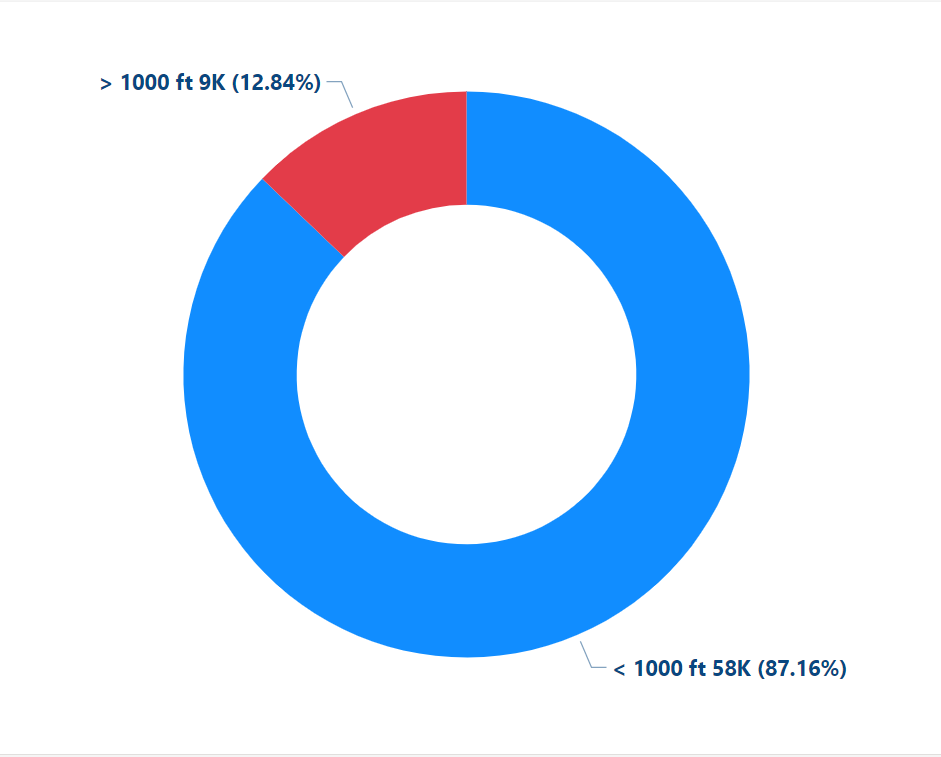 > 1000 ft 9K (12.84%)
< 1000 ft 58K (87.16%)